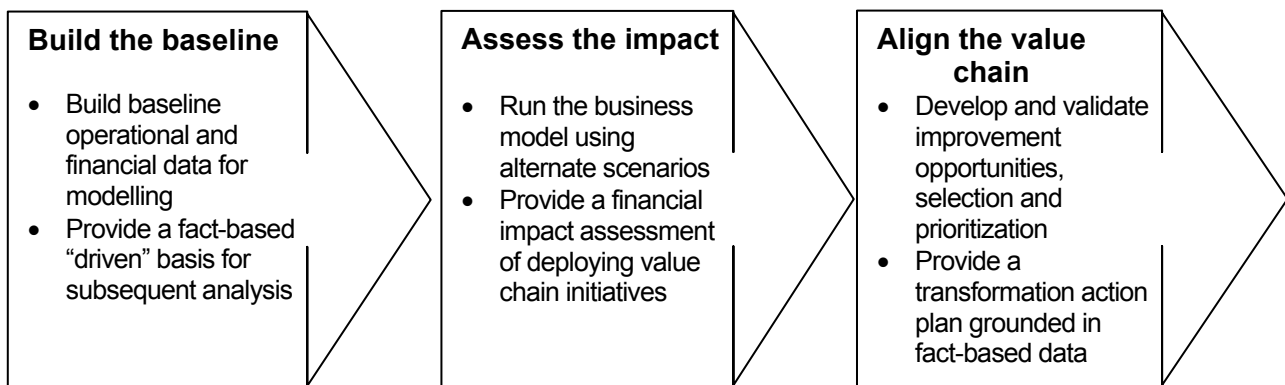 Build the baseline
• Build baseline
operational and
financial data for
modelling
• Provide a fact-based
“driven” basis for
subsequent analysis
Assess the impact
• Run the business
model using
alternate scenarios
• Provide a financial
impact assessment
of deploying value
chain initiatives
Align the value
chain
• Develop and validate
improvement
opportunities,
selection and
prioritization
• Provide a
transformation action
plan grounded in
fact-based data